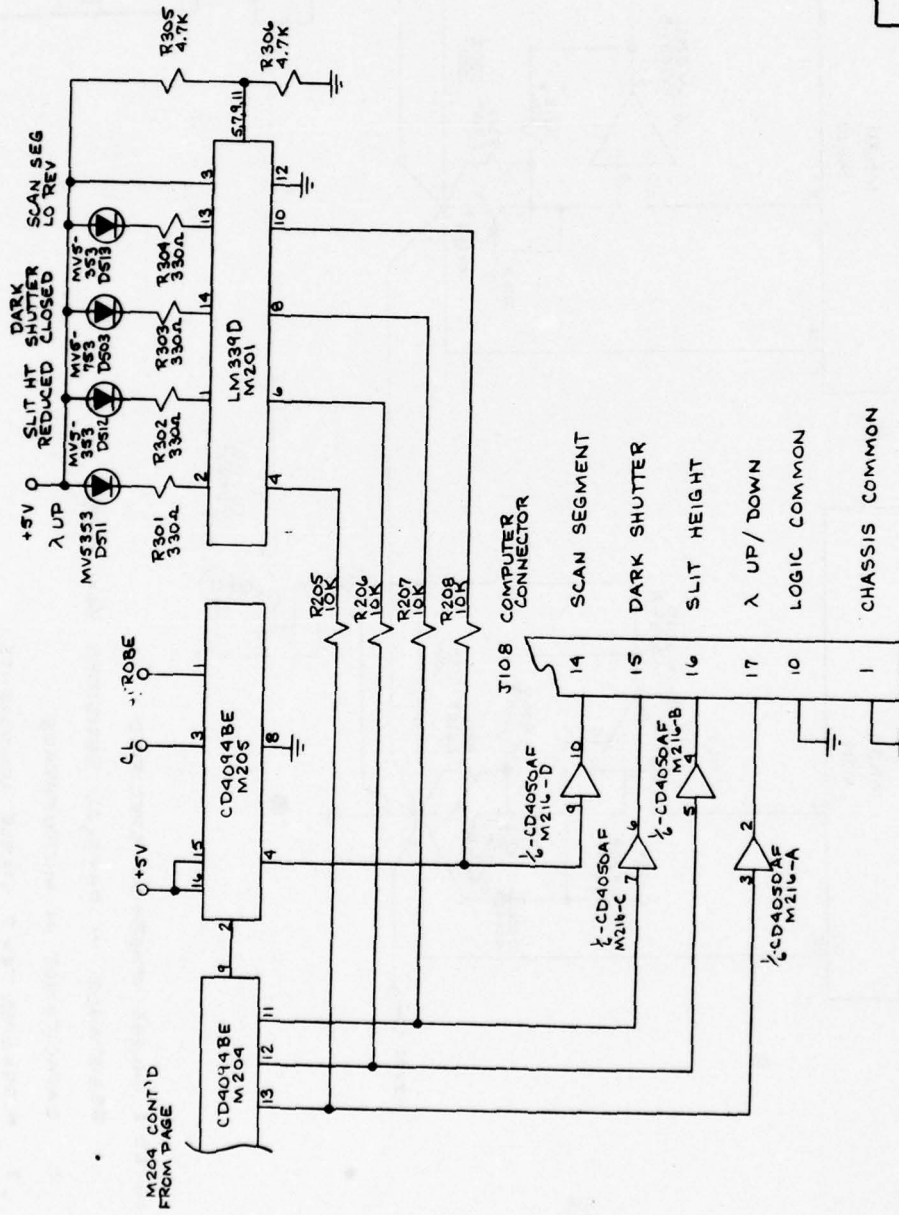 +5V
λ UP
SLIT HT
REDUCED
DARK
SHUTTER
CLOSED
SCAN SEG
LO REV
MV5353
D511
MV5-
353
D512
MV5-
753
D503
MV5-
353
D513
R305
4.7K
R306
4.7K
R301
330Ω
R302
330Ω
R303
330Ω
R304
330Ω
2
1
14
13
3
5,7,9,11
LM339D
M201
4
6
8
10
12
M204 CONT'D
FROM PAGE
+5V
16
15
3
1
CD4094BE
M204
9
2
CD4094BE
M205
13
12
11
4
8
R205
10K
R206
10K
R207
10K
R208
10K
J108 COMPUTER
CONNECTOR
⅙-CD4050AF
M216-D
9
10
14 SCAN SEGMENT
⅙-CD4050AF
M216-C
7
6
15 DARK SHUTTER
⅙-CD4050AF
M216-B
5
4
16 SLIT HEIGHT
⅙-CD4050AF
M216-A
3
2
17 λ UP/DOWN
10 LOGIC COMMON
1 CHASSIS COMMON